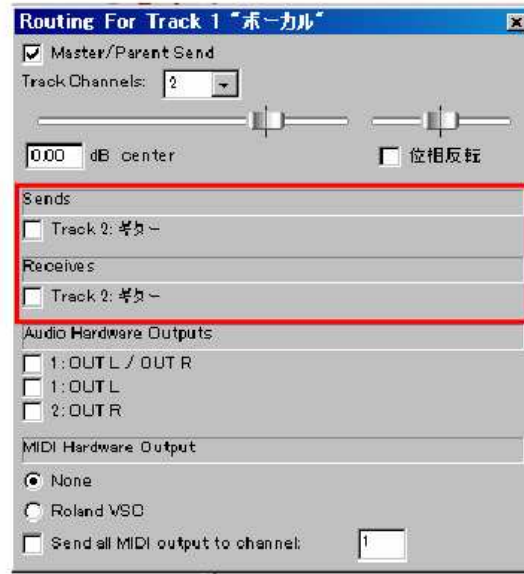 Routing For Track 1 "ボーカル"
Master/Parent Send
Track Channels: 2
0.00 dB center 位相反転
Sends
Track 2: ギター
Receives
Track 2: ギター
Audio Hardware Outputs
1: OUT L / OUT R
1: OUT L
2: OUT R
MIDI Hardware Output
None
Roland VSC
Send all MIDI output to channel: 1